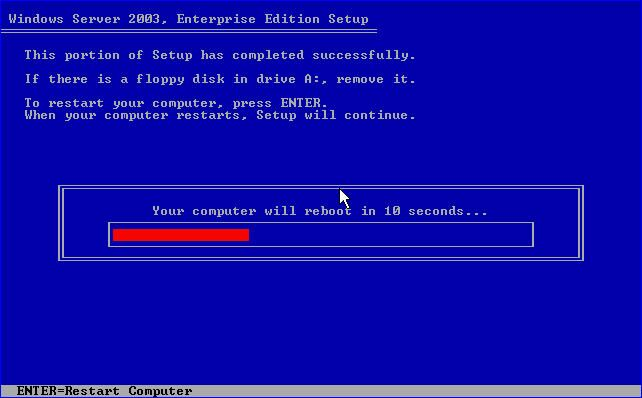 Windows Server 2003, Enterprise Edition Setup
This portion of Setup has completed successfully.
If there is a floppy disk in drive A:, remove it.
To restart your computer, press ENTER.
When your computer restarts, Setup will continue.
Your computer will reboot in 10 seconds...
ENTER=Restart Computer